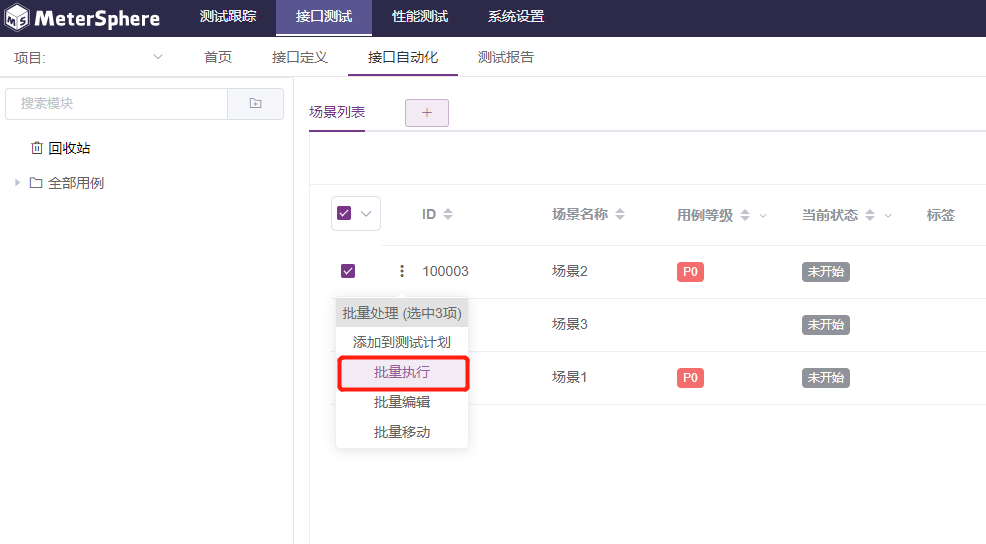 MeterSphere 测试跟踪 接口测试 性能测试 系统设置
项目: 首页 接口定义 接口自动化 测试报告
搜索模块
场景列表 +
回收站
全部用例
ID 场景名称 用例等级 当前状态 标签
100003 场景2 P0 未开始
批量处理 (选中3项)
场景3 未开始
添加到测试计划
批量执行
场景1 P0 未开始
批量编辑
批量移动